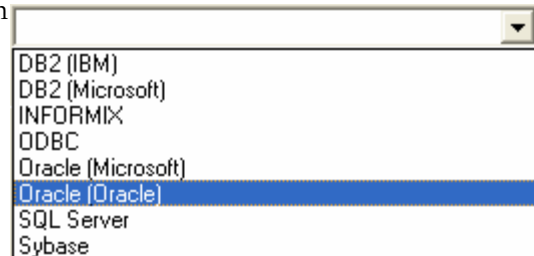 DB2 (IBM)
DB2 (Microsoft)
INFORMIX
ODBC
Oracle (Microsoft)
Oracle (Oracle)
SQL Server
Sybase